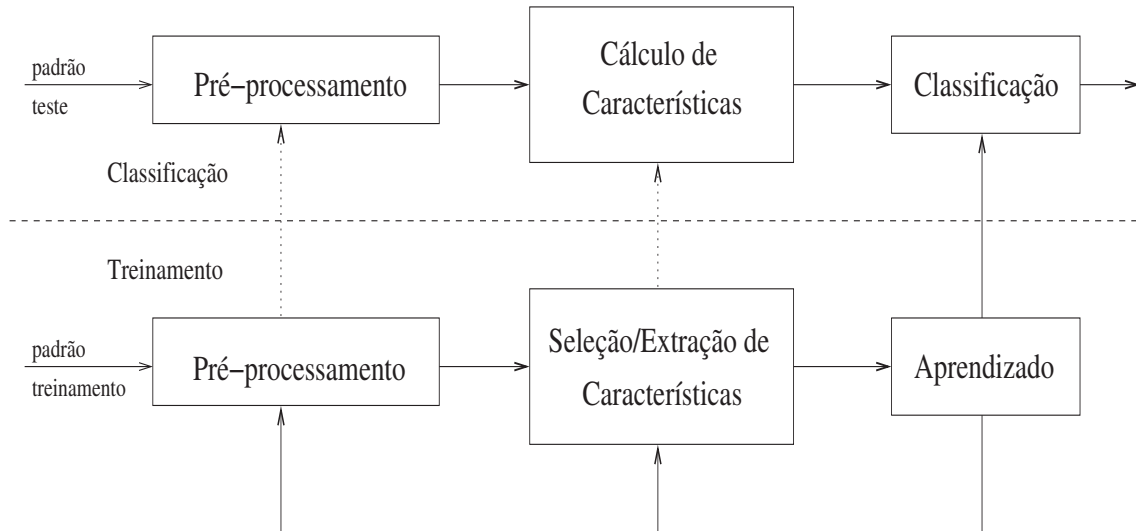 padrão
teste
Pré-processamento
Cálculo de
Características
Classificação
Classificação
Treinamento
padrão
treinamento
Pré-processamento
Seleção/Extração de
Características
Aprendizado